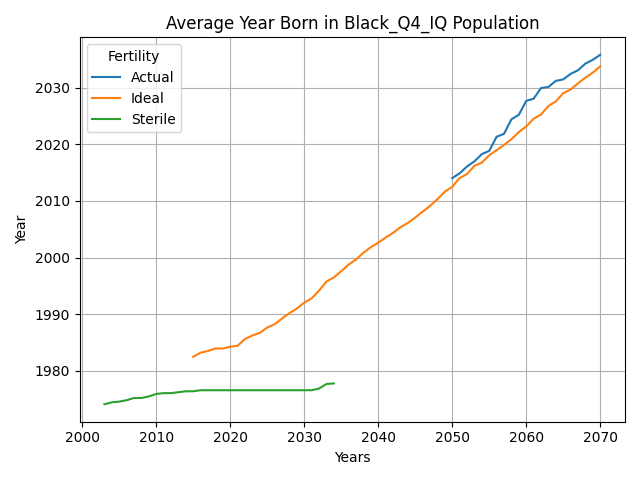 Average Year Born in Black_Q4_IQ Population
Fertility
Actual
Ideal
Sterile
Year
2030
2020
2010
2000
1990
1980
2000 2010 2020 2030 2040 2050 2060 2070
Years